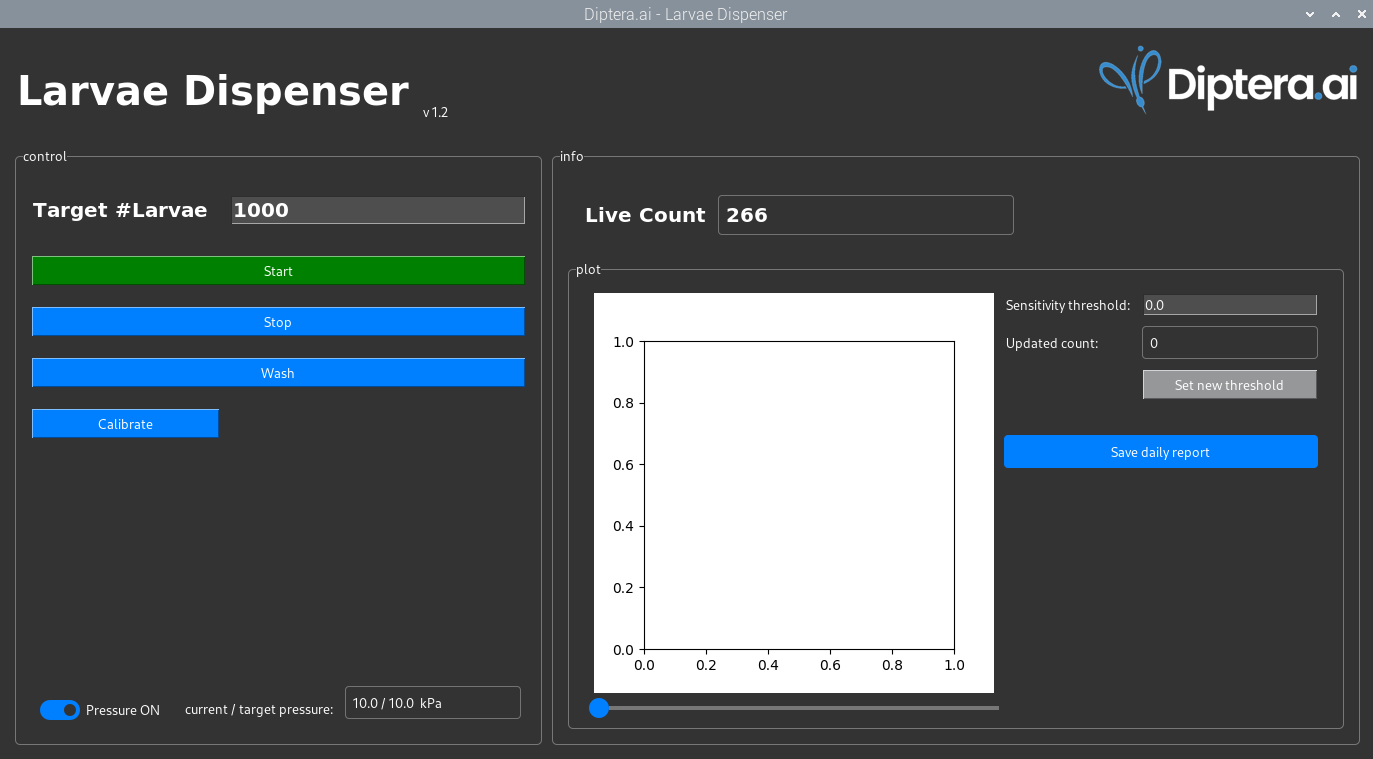 Diptera.ai - Larvae Dispenser
Larvae Dispenser
v 1.2
Diptera.ai
control
Target #Larvae 1000
Start
Stop
Wash
Calibrate
Pressure ON current / target pressure: 10.0 / 10.0 kPa
info
Live Count 266
plot
1.0
0.8
0.6
0.4
0.2
0.0
0.0 0.2 0.4 0.6 0.8 1.0
Sensitivity threshold: 0.0
Updated count: 0
Set new threshold
Save daily report